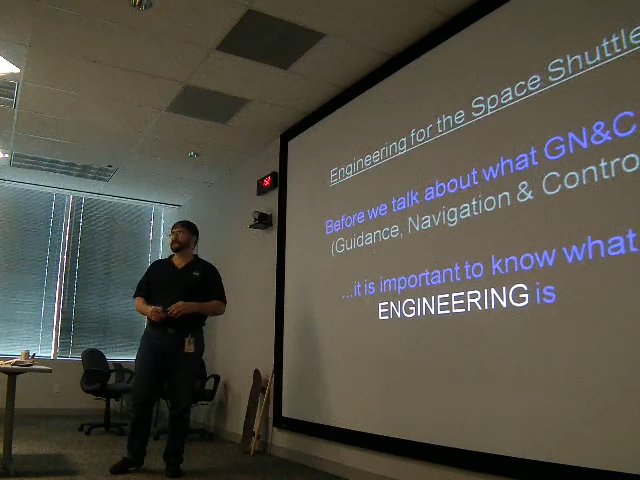 Engineering for the Space Shuttle
Before we talk about what GN&C
(Guidance, Navigation & Contro
...it is important to know what
ENGINEERING is